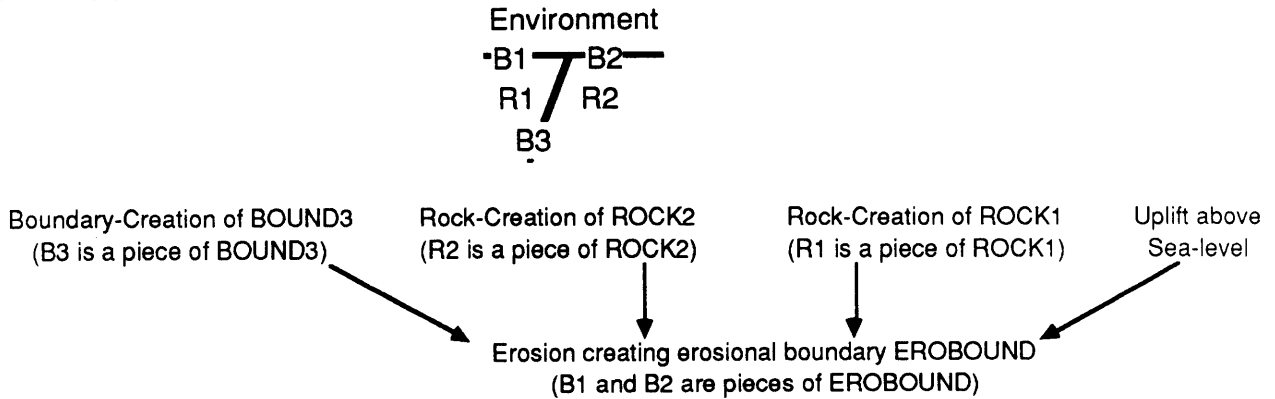 Environment
B1 B2
R1 R2
B3
Boundary-Creation of BOUND3
(B3 is a piece of BOUND3)
Rock-Creation of ROCK2
(R2 is a piece of ROCK2)
Rock-Creation of ROCK1
(R1 is a piece of ROCK1)
Uplift above
Sea-level
Erosion creating erosional boundary EROBOUND
(B1 and B2 are pieces of EROBOUND)